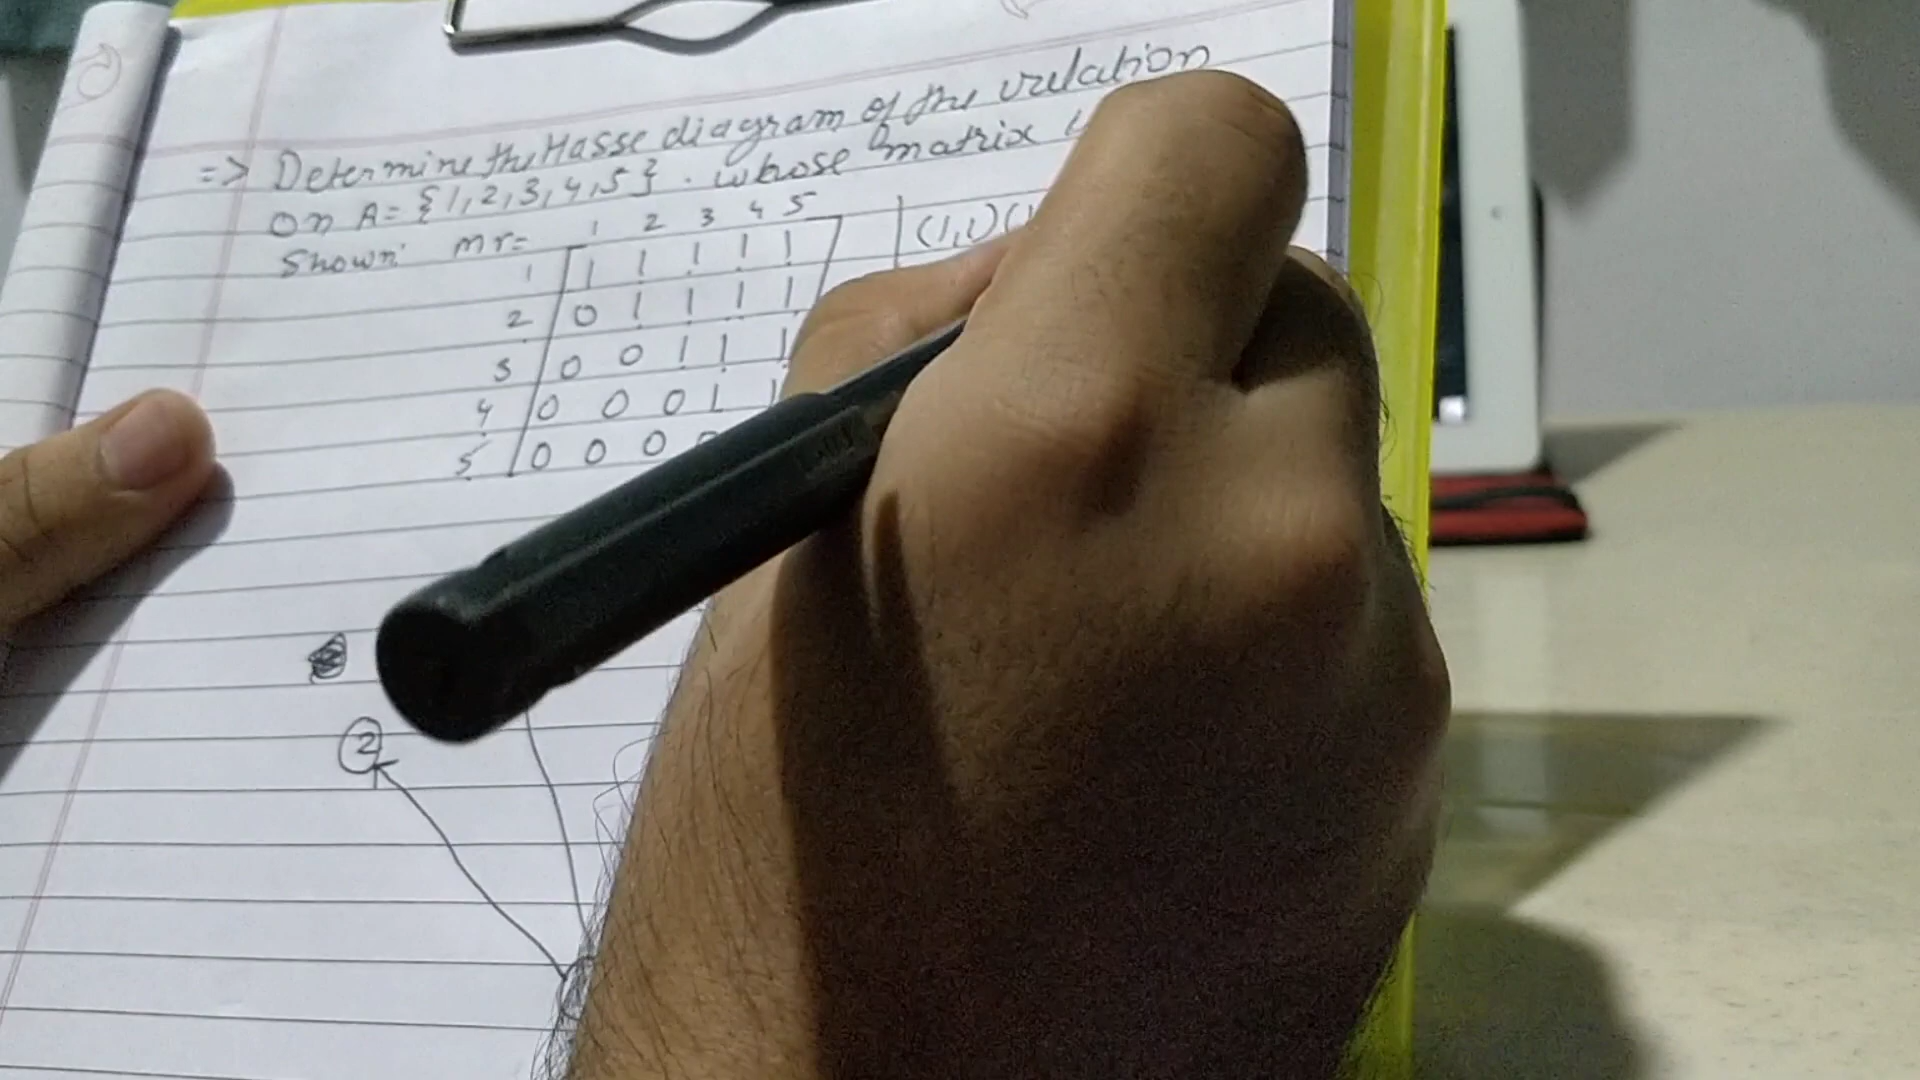 => Determine the Hasse diagram of the relation
on A = {1,2,3,4,5}. whose matrix
Shown: mr=
1 2 3 4 5
1 1 1 1 1 1
2 0 1 1 1 1
3 0 0 1 1 1
4 0 0 0 1 1
5 0 0 0
(1,1)(
2